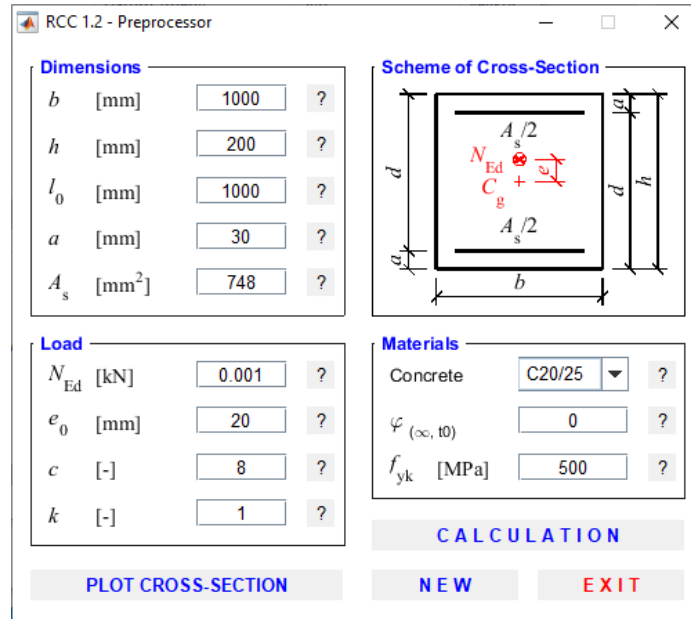 RCC 1.2 - Preprocessor
Dimensions
b [mm] 1000 ?
h [mm] 200 ?
l0 [mm] 1000 ?
a [mm] 30 ?
As [mm2] 748 ?
Scheme of Cross-Section
a
As/2
NEd
e
Cg
d
d
h
As/2
a
b
Load
NEd [kN] 0.001 ?
e0 [mm] 20 ?
c [-] 8 ?
k [-] 1 ?
Materials
Concrete C20/25 ?
φ(∞, t0) 0 ?
fyk [MPa] 500 ?
CALCULATION
PLOT CROSS-SECTION
NEW
EXIT